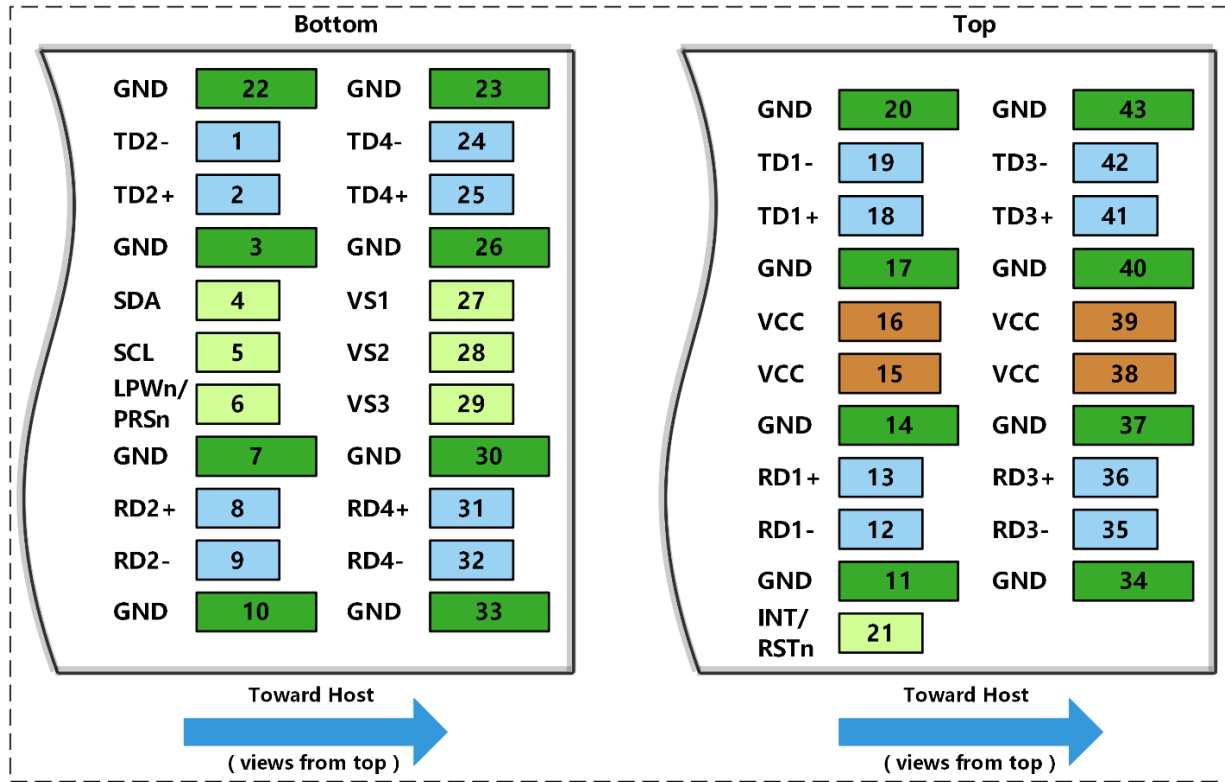 Bottom
GND 22 GND 23
TD2- 1 TD4- 24
TD2+ 2 TD4+ 25
GND 3 GND 26
SDA 4 VS1 27
SCL 5 VS2 28
LPWn/
PRSn 6 VS3 29
GND 7 GND 30
RD2+ 8 RD4+ 31
RD2- 9 RD4- 32
GND 10 GND 33
Toward Host
( views from top )
Top
GND 20 GND 43
TD1- 19 TD3- 42
TD1+ 18 TD3+ 41
GND 17 GND 40
VCC 16 VCC 39
VCC 15 VCC 38
GND 14 GND 37
RD1+ 13 RD3+ 36
RD1- 12 RD3- 35
GND 11 GND 34
INT/
RSTn 21
Toward Host
( views from top )